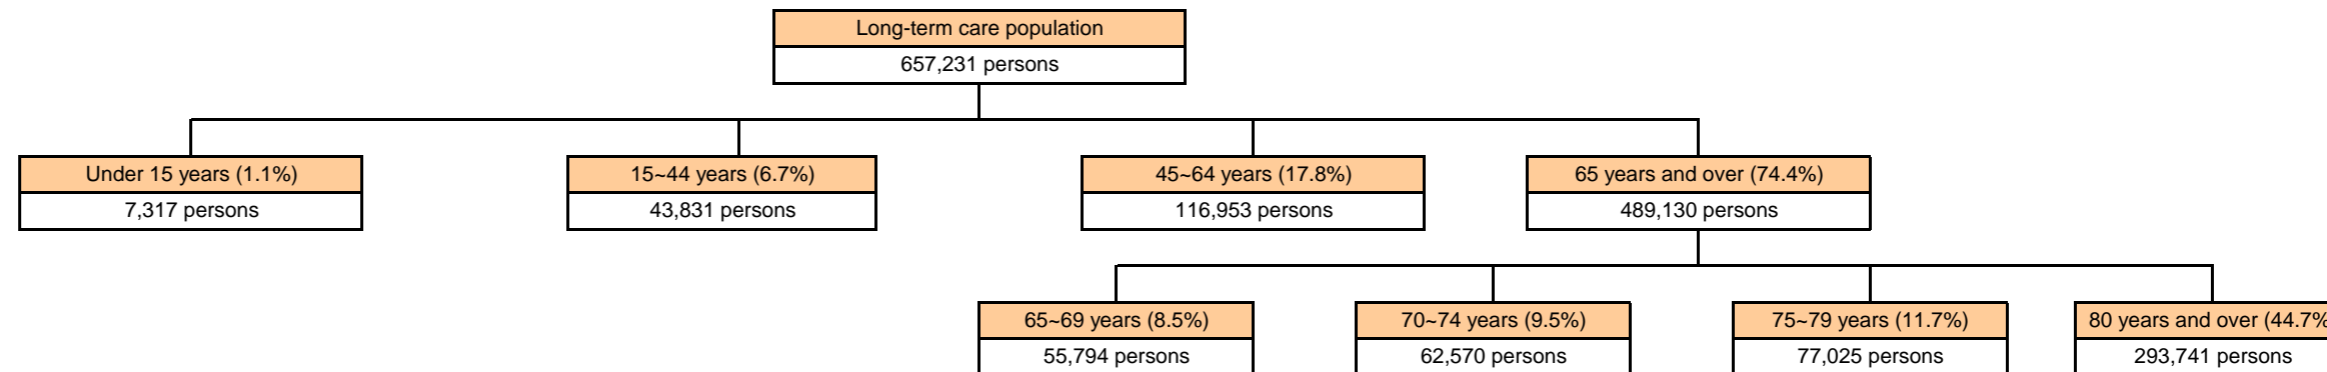 Long-term care population
657,231 persons
Under 15 years (1.1%)
7,317 persons
15~44 years (6.7%)
43,831 persons
45~64 years (17.8%)
116,953 persons
65 years and over (74.4%)
489,130 persons
65~69 years (8.5%)
55,794 persons
70~74 years (9.5%)
62,570 persons
75~79 years (11.7%)
77,025 persons
80 years and over (44.7%
293,741 persons